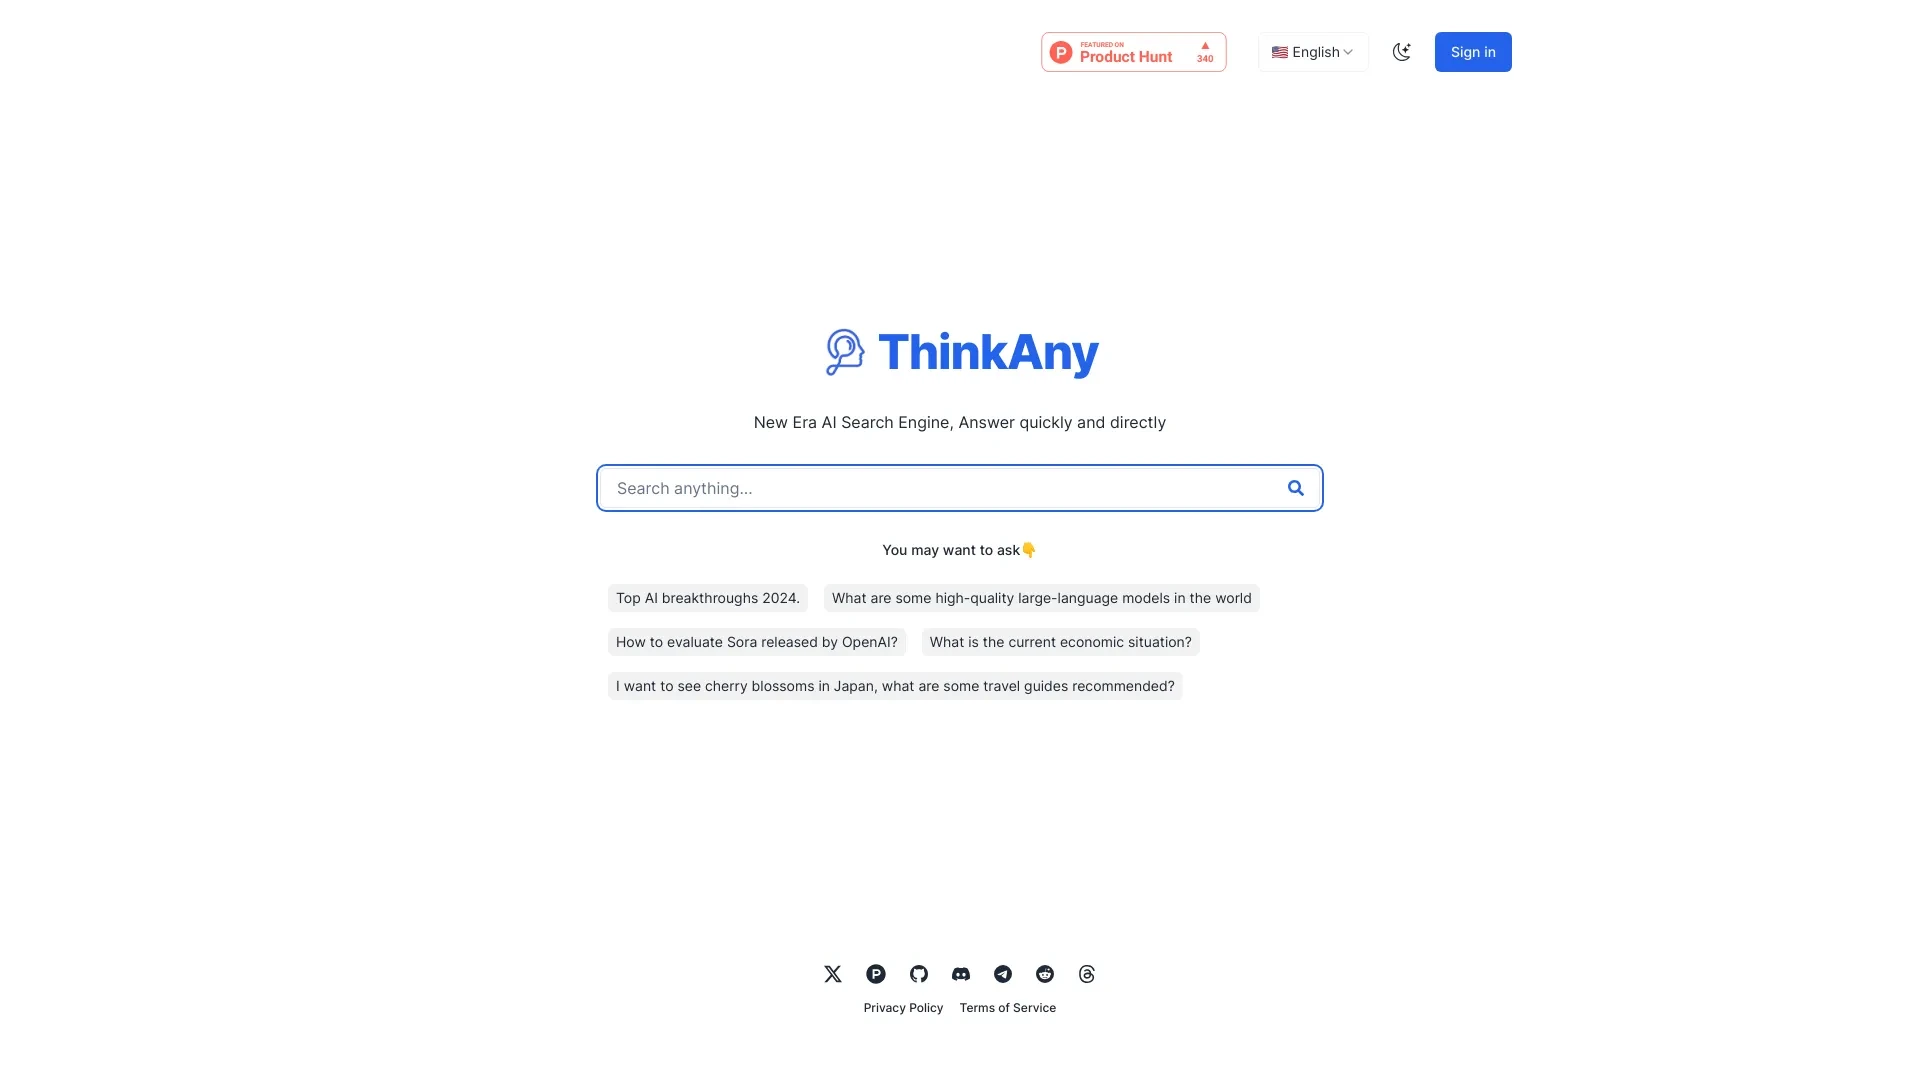 FEATURED ON
Product Hunt
▲
340
🇺🇸 English
Sign in
ThinkAny
New Era AI Search Engine, Answer quickly and directly
Search anything...
You may want to ask👇
Top AI breakthroughs 2024.
What are some high-quality large-language models in the world
How to evaluate Sora released by OpenAI?
What is the current economic situation?
I want to see cherry blossoms in Japan, what are some travel guides recommended?
Privacy Policy
Terms of Service